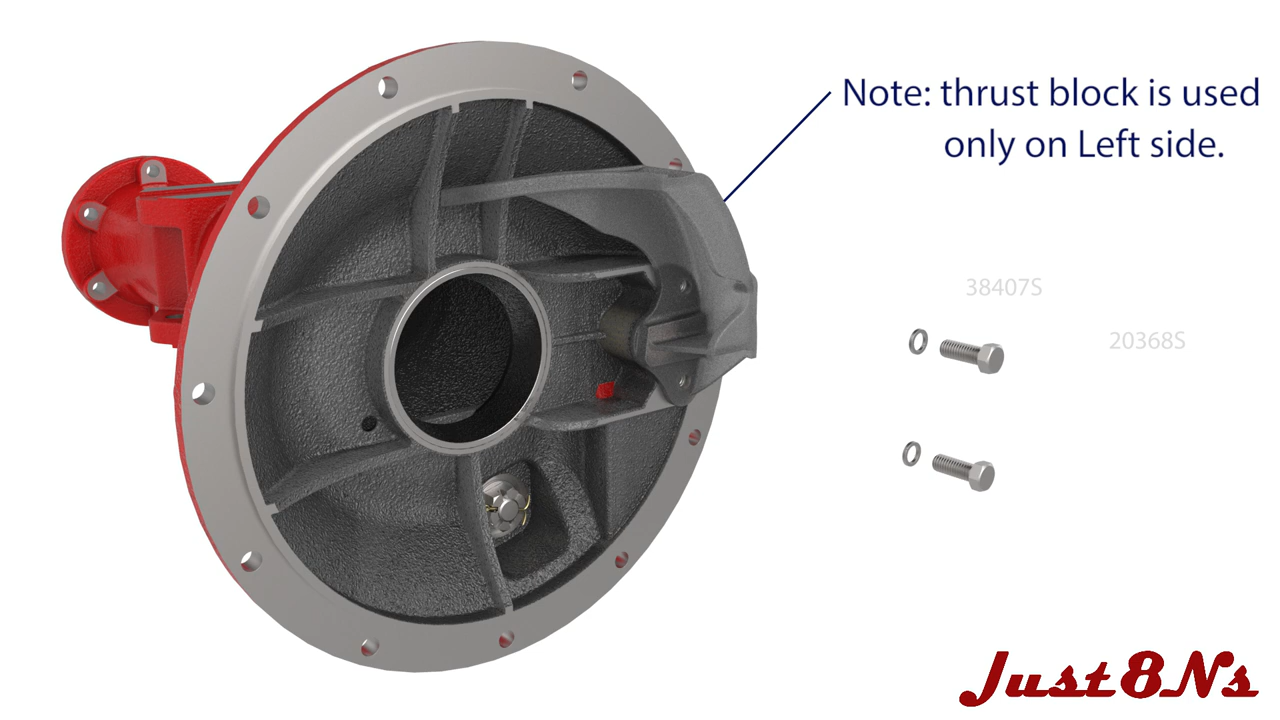 Note: thrust block is used
only on Left side.
38407S
20368S
Just8Ns